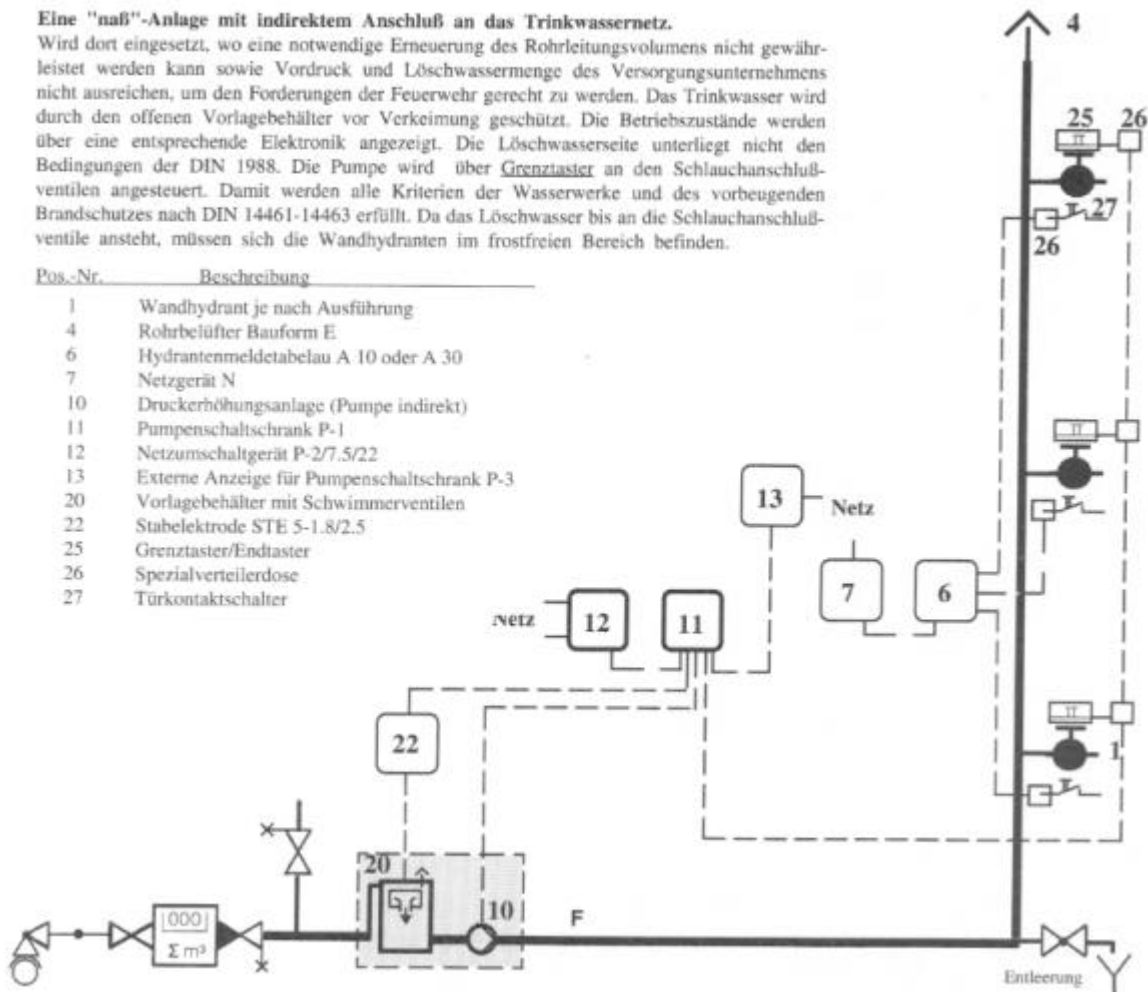 Eine "naß"-Anlage mit indirektem Anschluß an das Trinkwassernetz.
Wird dort eingesetzt, wo eine notwendige Erneuerung des Rohrleitungsvolumens nicht gewähr-
leistet werden kann sowie Vordruck und Löschwassermenge des Versorgungsunternehmens
nicht ausreichen, um den Forderungen der Feuerwehr gerecht zu werden. Das Trinkwasser wird
durch den offenen Vorlagebehälter vor Verkeimung geschützt. Die Betriebszustände werden
über eine entsprechende Elektronik angezeigt. Die Löschwasserseite unterliegt nicht den
Bedingungen der DIN 1988. Die Pumpe wird über Grenztaster an den Schlauchanschluß-
ventilen angesteuert. Damit werden alle Kriterien der Wasserwerke und des vorbeugenden
Brandschutzes nach DIN 14461-14463 erfüllt. Da das Löschwasser bis an die Schlauchanschluß-
ventile ansteht, müssen sich die Wandhydranten im frostfreien Bereich befinden.
Pos.-Nr. Beschreibung
1 Wandhydrant je nach Ausführung
4 Rohrbelüfter Bauform E
6 Hydrantenmeldetabelau A 10 oder A 30
7 Netzgerät N
10 Druckerhöhungsanlage (Pumpe indirekt)
11 Pumpenschaltschrank P-1
12 Netzumschaltgerät P-2/7.5/22
13 Externe Anzeige für Pumpenschaltschrank P-3
20 Vorlagebehälter mit Schwimmerventilen
22 Stabelektrode STE 5-1.8/2.5
25 Grenztaster/Endtaster
26 Spezialverteilerdose
27 Türkontaktschalter
4
25 26
27
26
13 Netz
7 6
Netz 12 11
22
1
20
10
F
000
Σ m³
Entleerung